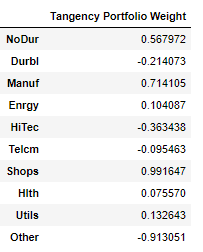 Tangency Portfolio Weight
NoDur 0.567972
Durbl -0.214073
Manuf 0.714105
Enrgy 0.104087
HiTec -0.363438
Telcm -0.095463
Shops 0.991647
Hlth 0.075570
Utils 0.132643
Other -0.913051